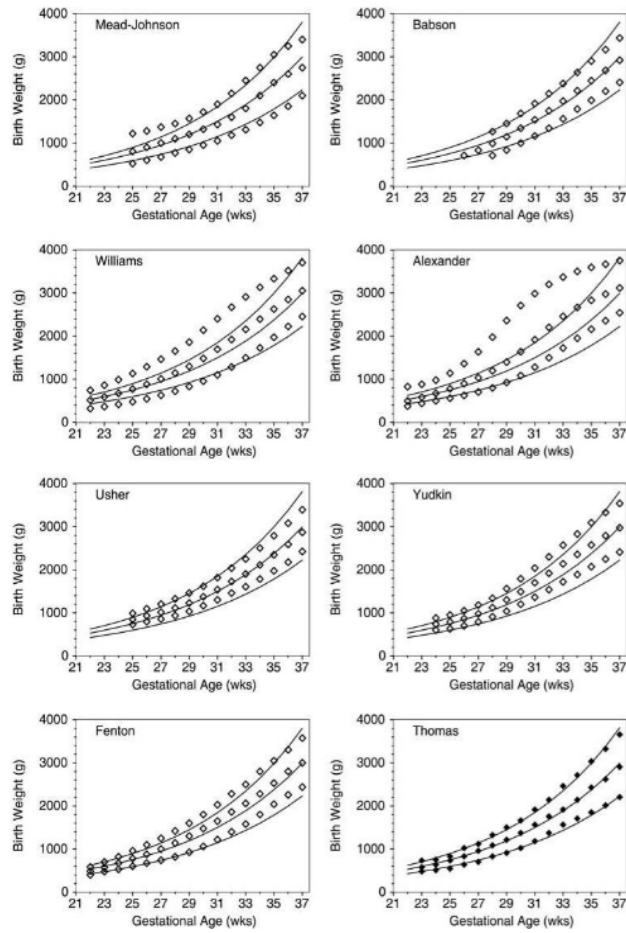 Mead-Johnson
Birth Weight (g)
4000
3000
2000
1000
0
21 23 25 27 29 31 33 35 37
Gestational Age (wks)
Babson
Birth Weight (g)
4000
3000
2000
1000
0
21 23 25 27 29 31 33 35 37
Gestational Age (wks)
Williams
Birth Weight (g)
4000
3000
2000
1000
0
21 23 25 27 29 31 33 35 37
Gestational Age (wks)
Alexander
Birth Weight (g)
4000
3000
2000
1000
0
21 23 25 27 29 31 33 35 37
Gestational Age (wks)
Usher
Birth Weight (g)
4000
3000
2000
1000
0
21 23 25 27 29 31 33 35 37
Gestational Age (wks)
Yudkin
Birth Weight (g)
4000
3000
2000
1000
0
21 23 25 27 29 31 33 35 37
Gestational Age (wks)
Fenton
Birth Weight (g)
4000
3000
2000
1000
0
21 23 25 27 29 31 33 35 37
Gestational Age (wks)
Thomas
Birth Weight (g)
4000
3000
2000
1000
0
21 23 25 27 29 31 33 35 37
Gestational Age (wks)